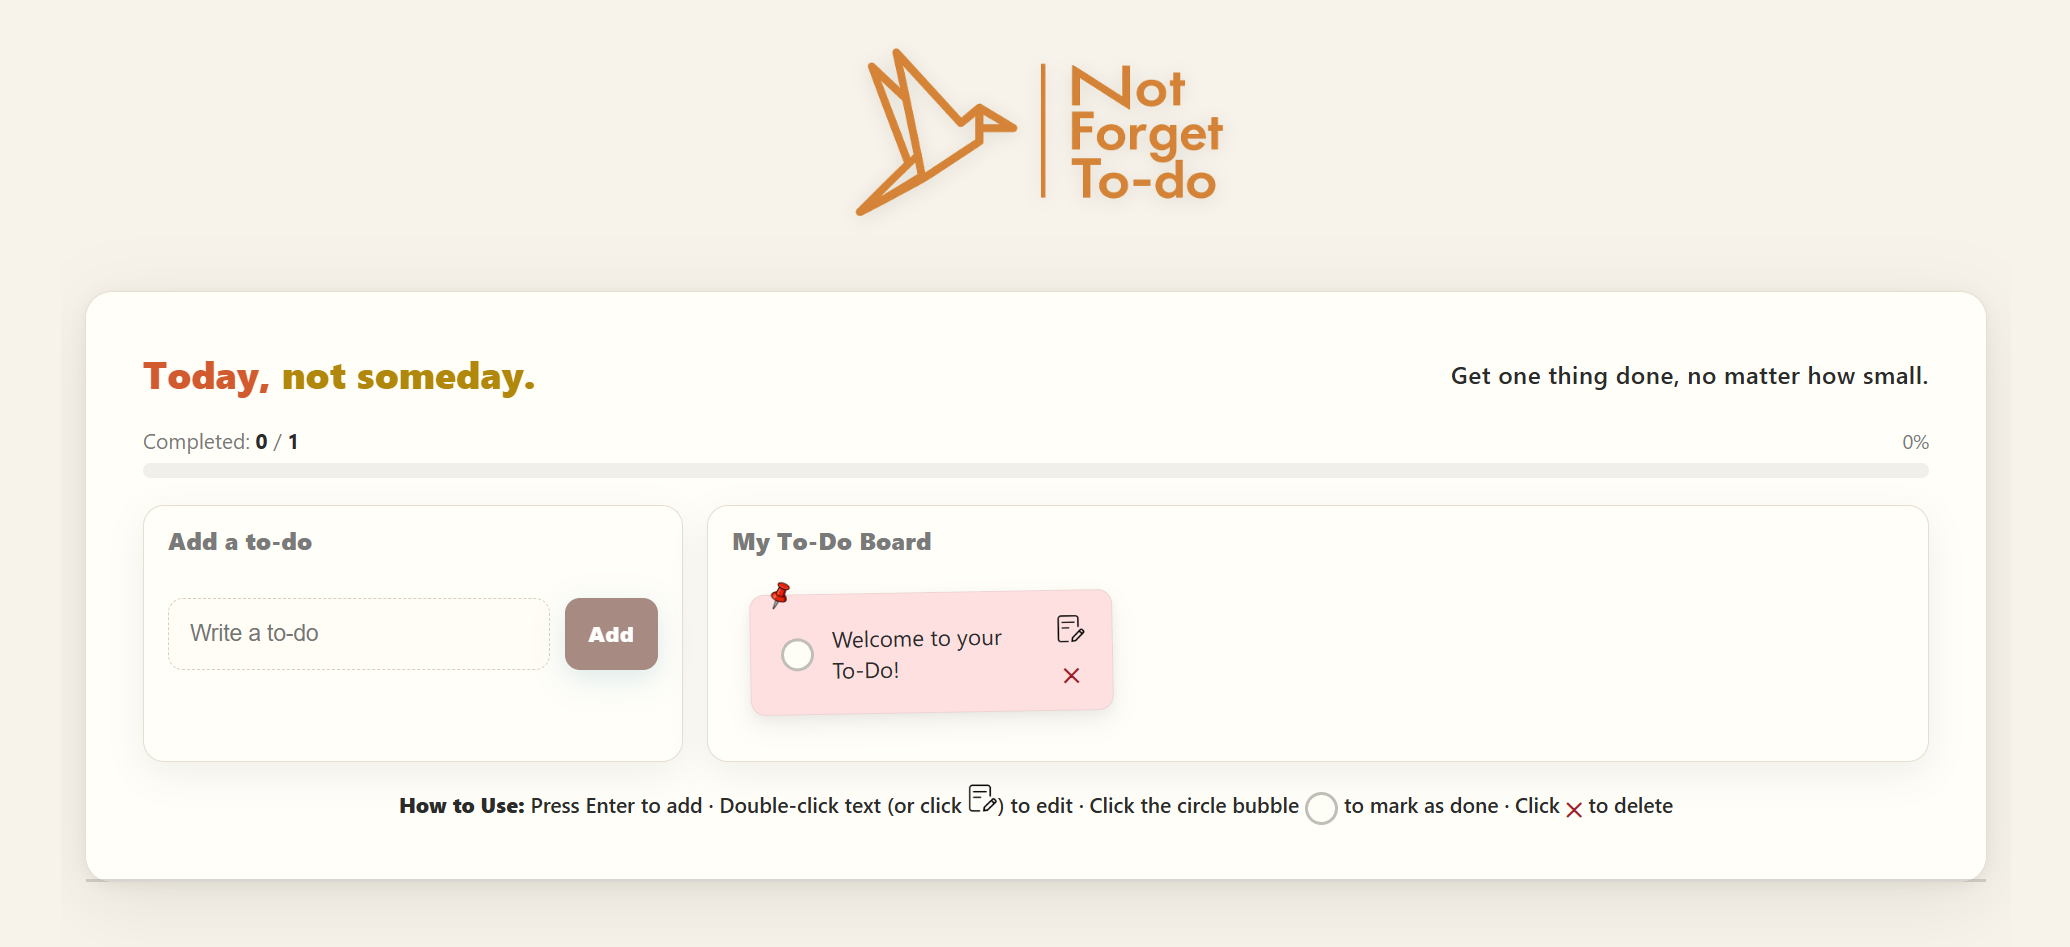 Not
Forget
To-do
Today, not someday.
Get one thing done, no matter how small.
Completed: 0 / 1
0%
Add a to-do
Write a to-do
Add
My To-Do Board
Welcome to your
To-Do!
How to Use: Press Enter to add · Double-click text (or click ) to edit · Click the circle bubble to mark as done · Click × to delete